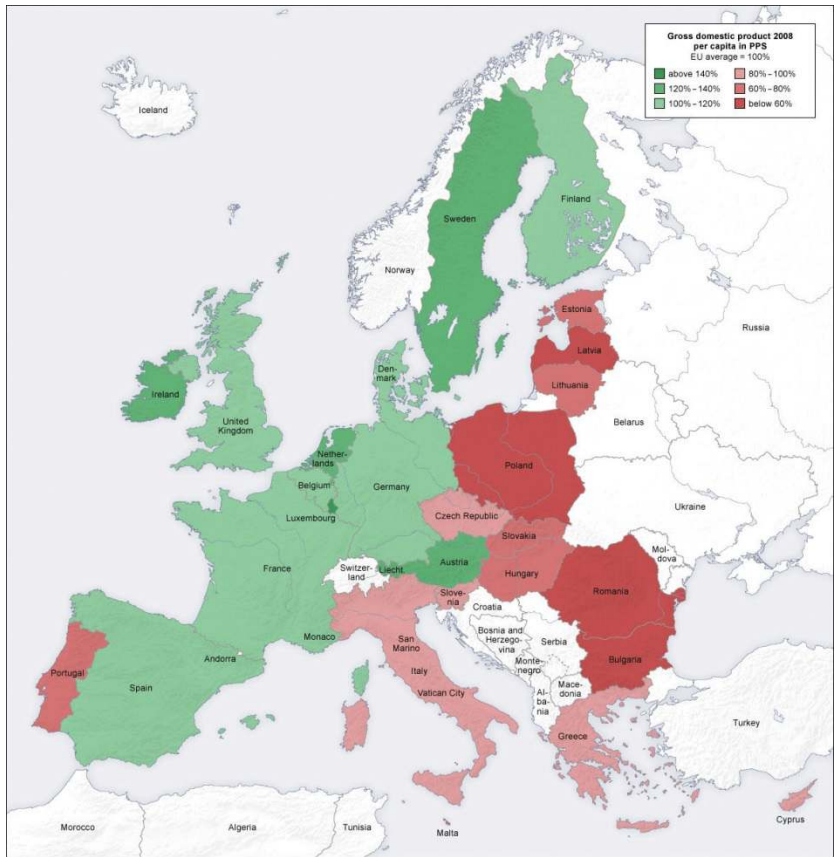 Gross domestic product 2008
per capita in PPS
EU average = 100%
above 140%
80% - 100%
120% - 140%
60% - 80%
100% - 120%
below 60%
Iceland
Finland
Sweden
Norway
Estonia
Russia
Latvia
Den-
mark
Lithuania
Ireland
United
Kingdom
Belarus
Nether-
lands
Poland
Belgium
Germany
Ukraine
Czech Republic
Luxembourg
Slovakia
Mol-
dova
Austria
Liecht.
Switzer-
land
France
Hungary
Romania
Slove-
nia
Croatia
Bosnia and
Herzego-
vina
Serbia
Monaco
San
Marino
Andorra
Monte-
negro
Bulgaria
Italy
Portugal
Spain
Vatican City
Mace-
donia
Al-
ba-
nia
Turkey
Greece
Cyprus
Morocco
Algeria
Tunisia
Malta